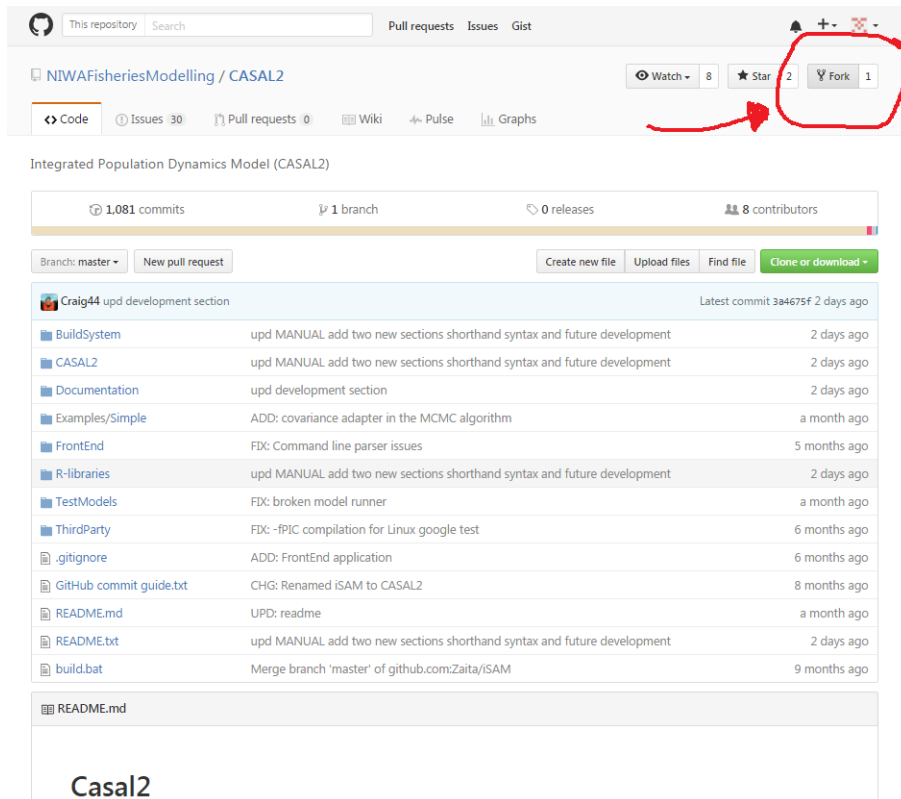 This repository Search Pull requests Issues Gist
NIWAFisheriesModelling / CASAL2 Watch 8 Star 2 Fork 1
Code Issues 30 Pull requests 0 Wiki Pulse Graphs
Integrated Population Dynamics Model (CASAL2)
1,081 commits 1 branch 0 releases 8 contributors
Branch: master New pull request Create new file Upload files Find file Clone or download
Craig44 upd development section Latest commit 3a4675f 2 days ago
BuildSystem upd MANUAL add two new sections shorthand syntax and future development 2 days ago
CASAL2 upd MANUAL add two new sections shorthand syntax and future development 2 days ago
Documentation upd development section 2 days ago
Examples/Simple ADD: covariance adapter in the MCMC algorithm a month ago
FrontEnd FIX: Command line parser issues 5 months ago
R-libraries upd MANUAL add two new sections shorthand syntax and future development 2 days ago
TestModels FIX: broken model runner a month ago
ThirdParty FIX: -fPIC compilation for Linux google test 6 months ago
.gitignore ADD: FrontEnd application 6 months ago
GitHub commit guide.txt CHG: Renamed iSAM to CASAL2 8 months ago
README.md UPD: readme a month ago
README.txt upd MANUAL add two new sections shorthand syntax and future development 2 days ago
build.bat Merge branch 'master' of github.com:Zaita/iSAM 9 months ago
README.md
Casal2